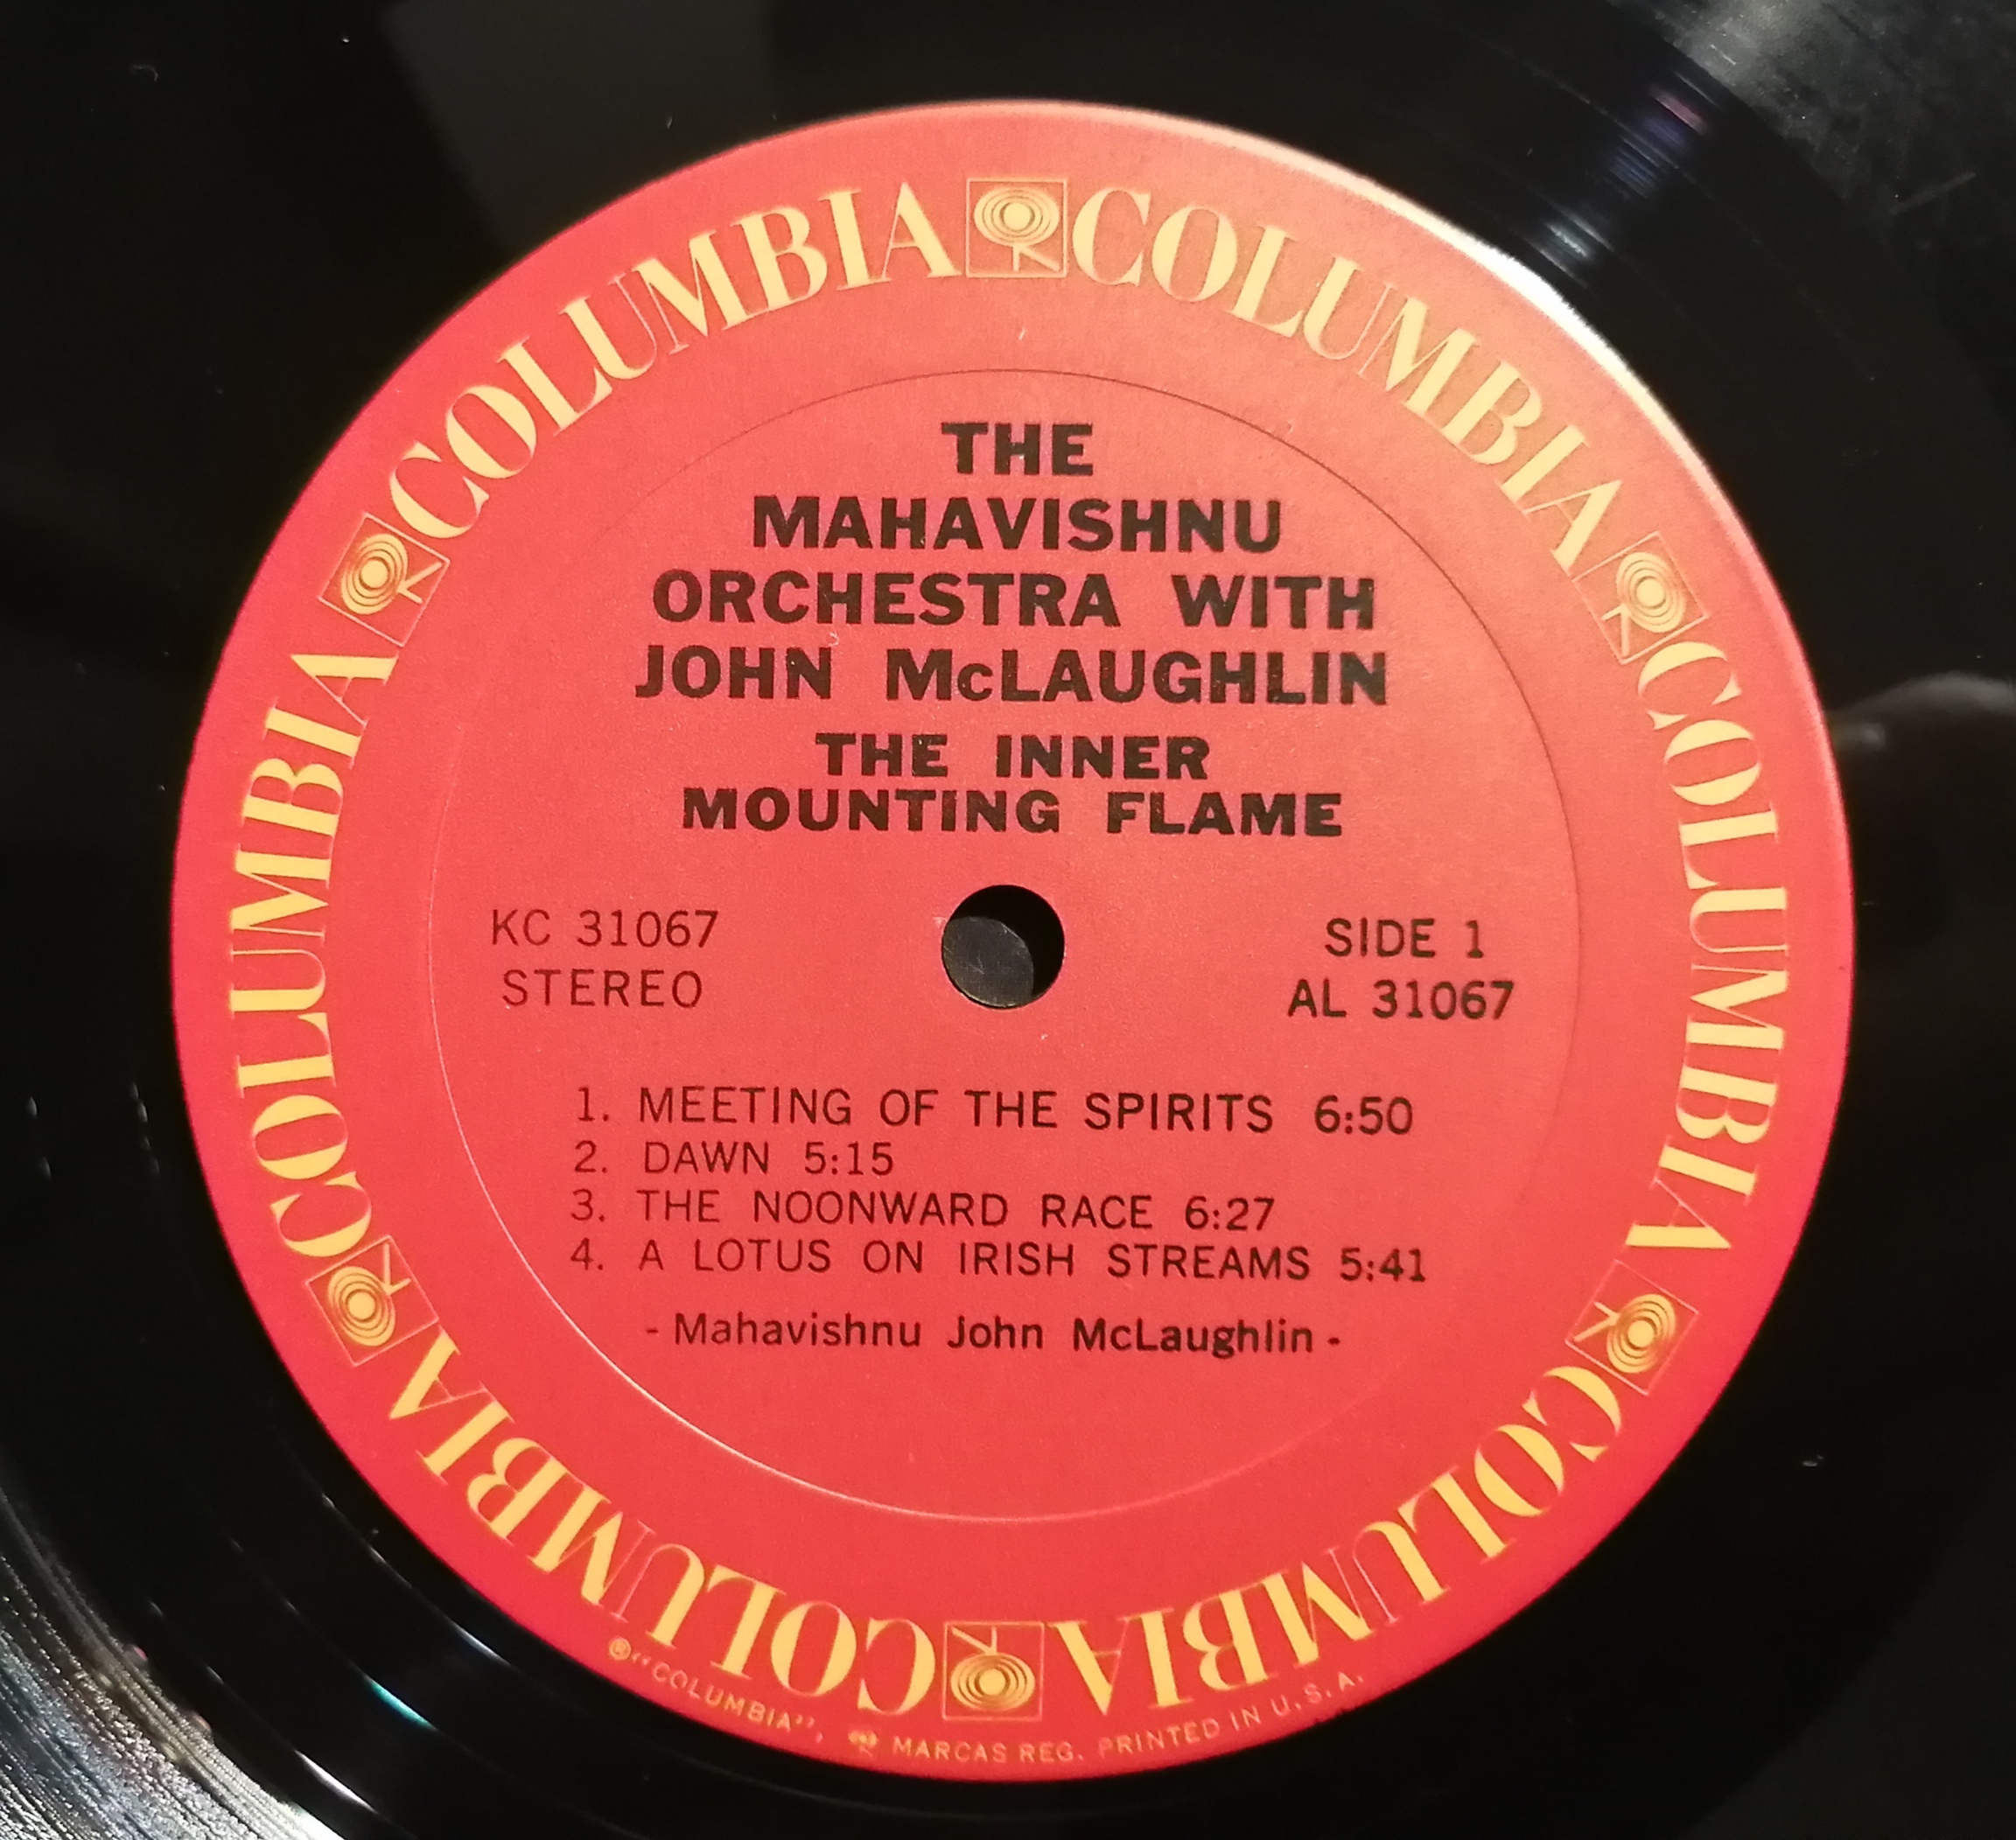 COLUMBIA COLUMBIA COLUMBIA COLUMBIA COLUMBIA COLUMBIA
THE
MAHAVISHNU
ORCHESTRA WITH
JOHN McLAUGHLIN
THE INNER
MOUNTING FLAME
KC 31067
STEREO
SIDE 1
AL 31067
1. MEETING OF THE SPIRITS 6:50
2. DAWN 5:15
3. THE NOONWARD RACE 6:27
4. A LOTUS ON IRISH STREAMS 5:41
- Mahavishnu John McLaughlin -
®"COLUMBIA", MARCAS REG. PRINTED IN U.S.A.